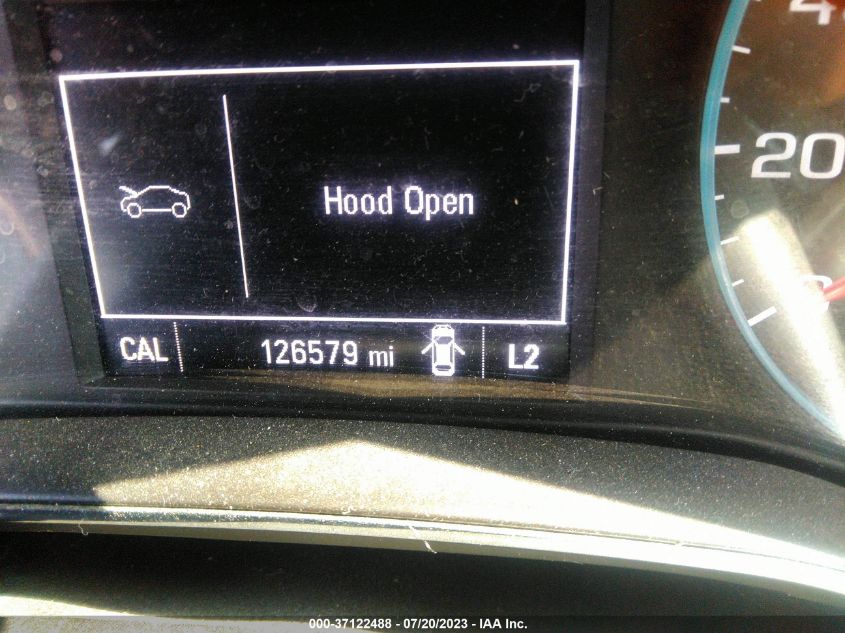 Hood Open
CAL 126579 mi L2
20
000-37122488 - 07/20/2023 - IAA Inc.